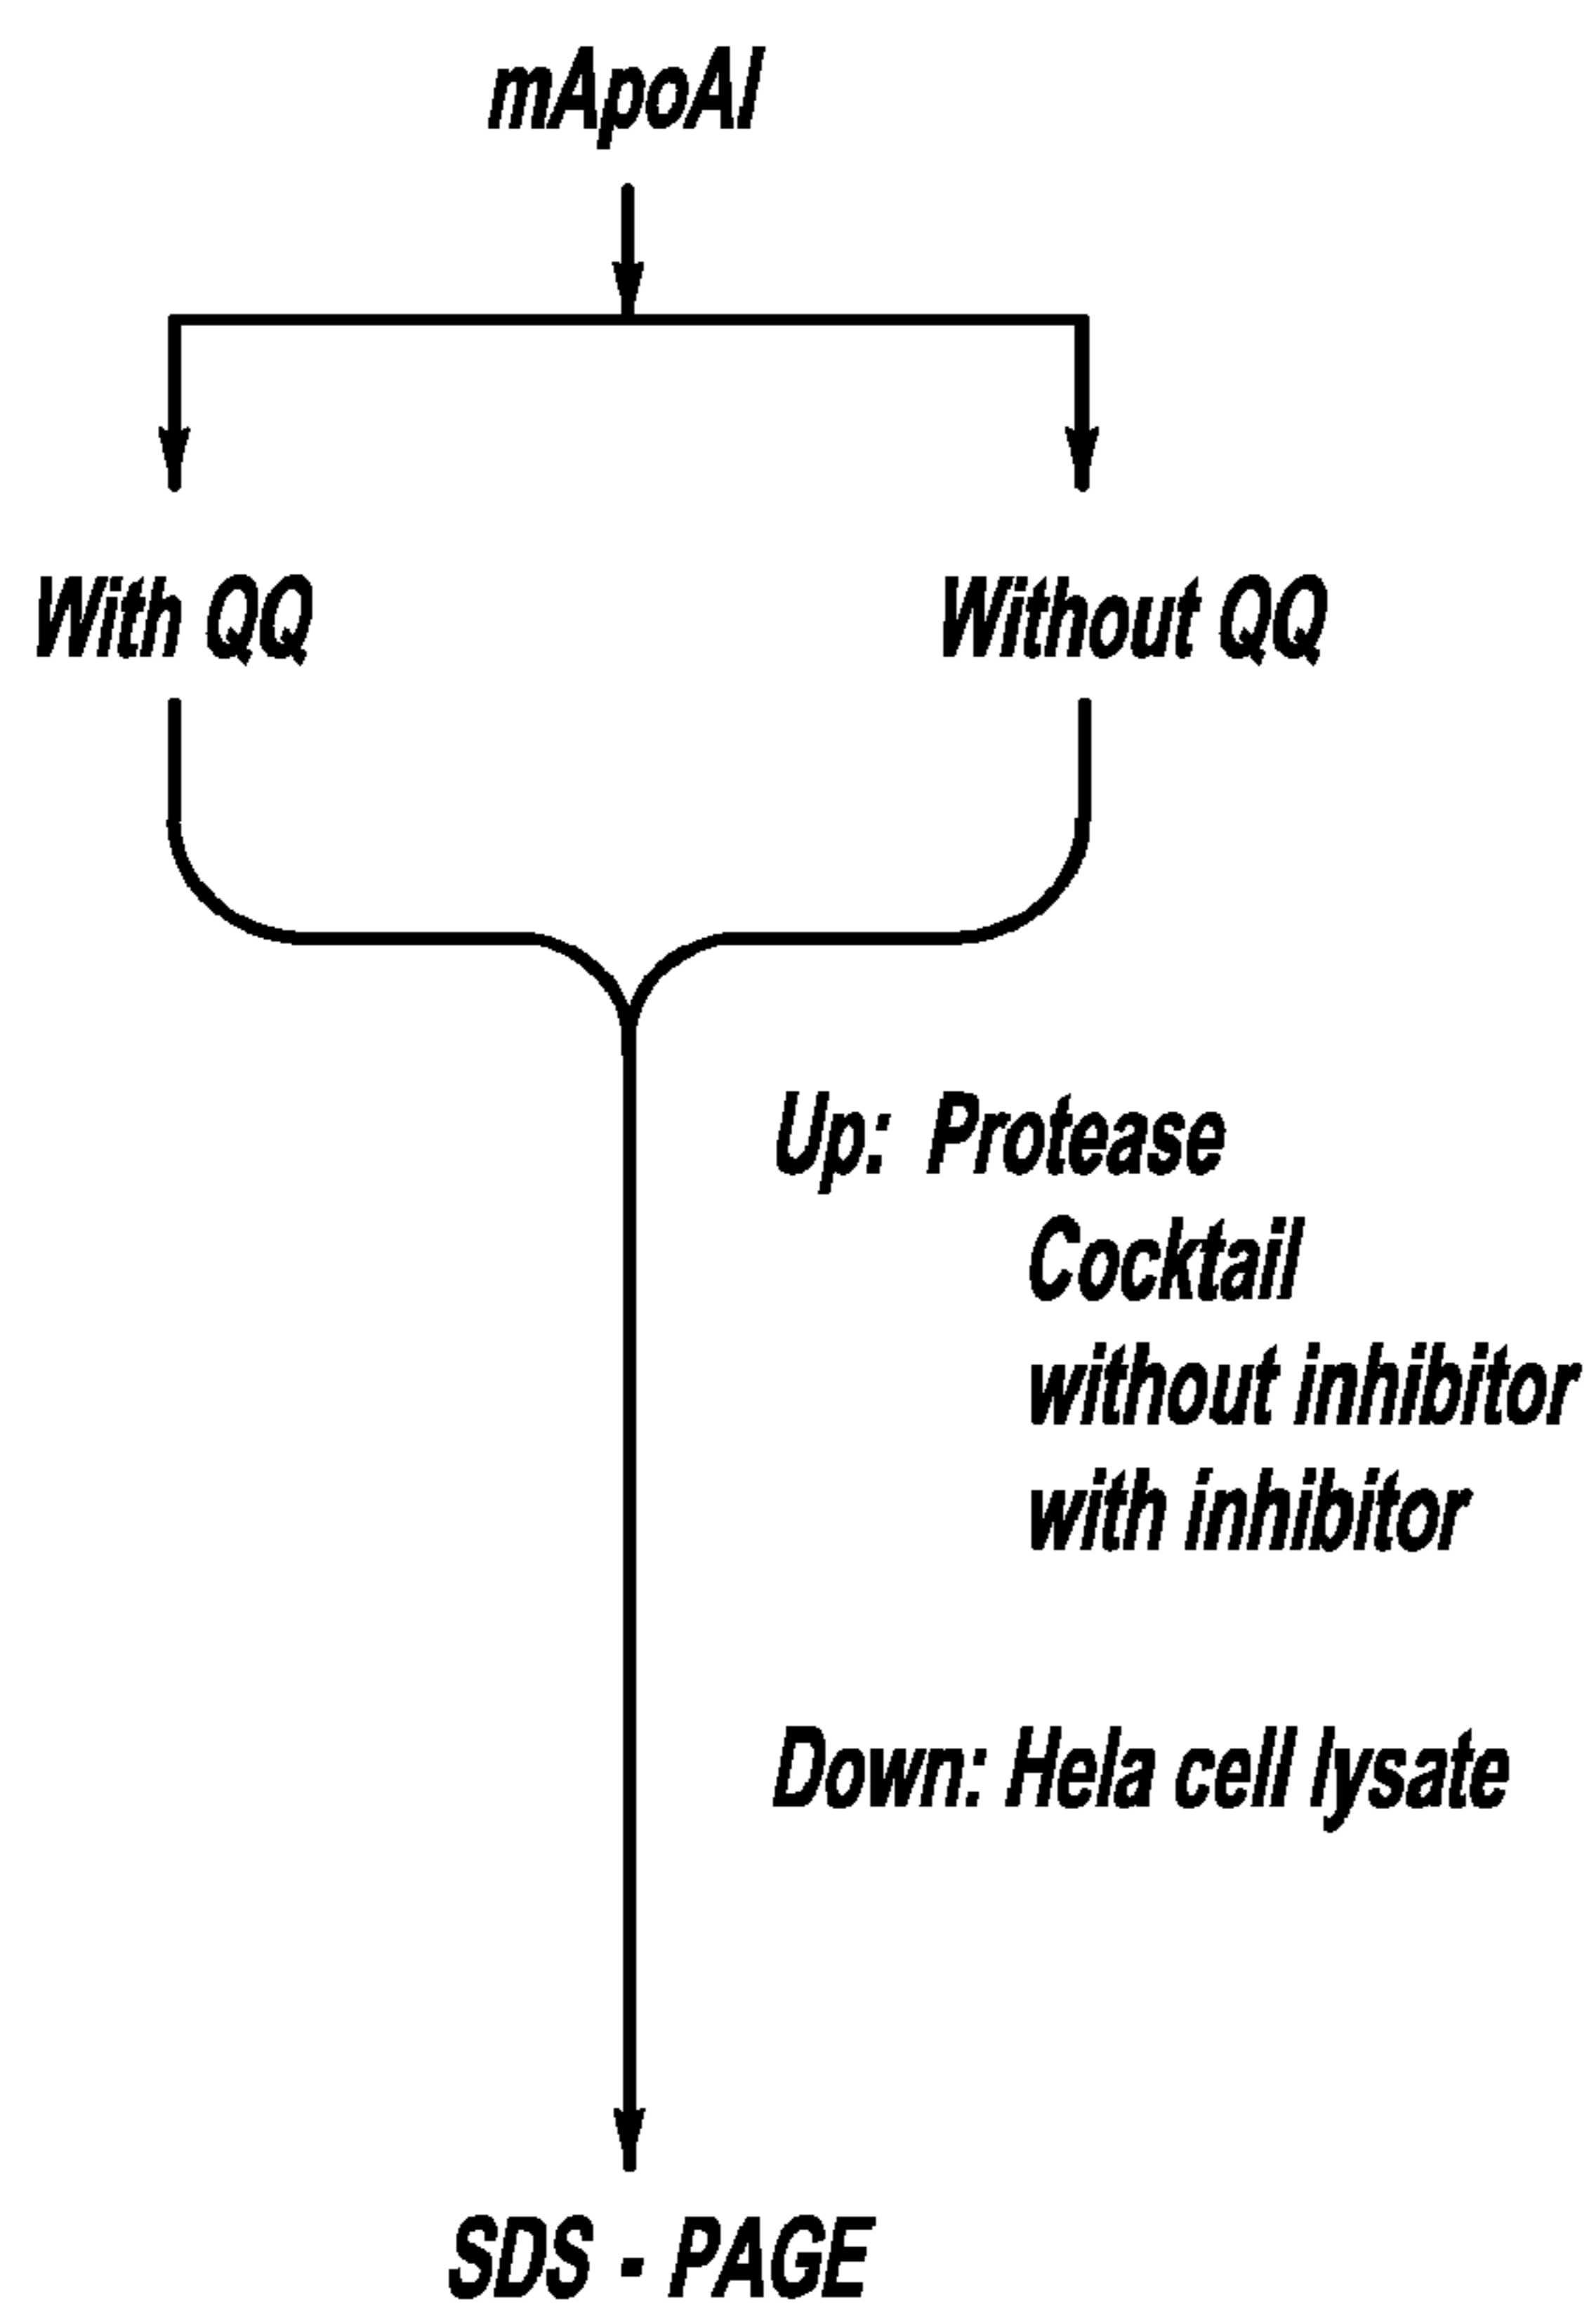 mApoAI
With QQ
Without QQ
Up: Protease
Cocktail
without inhibitor
with inhibitor
Down: Hela cell lysate
SDS - PAGE